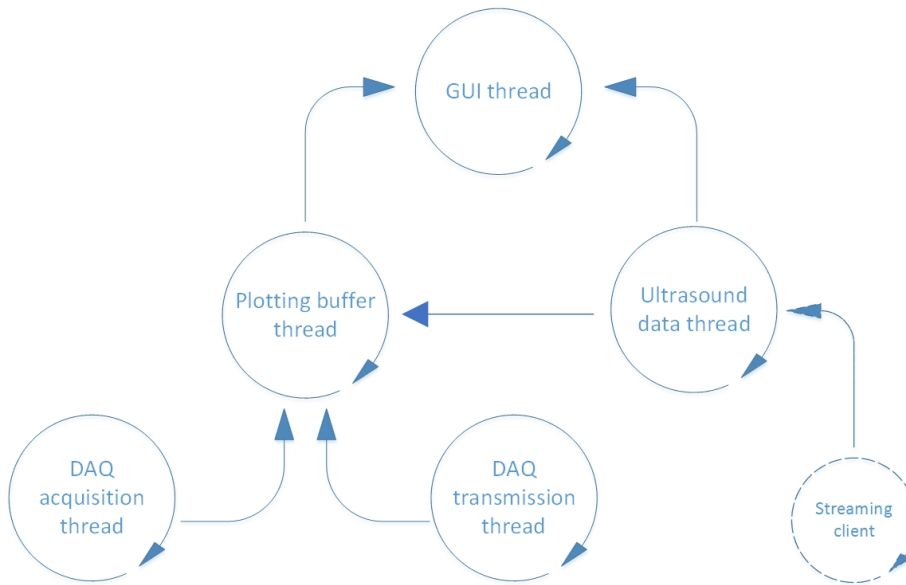 GUI thread
Plotting buffer
thread
Ultrasound
data thread
DAQ
acquisition
thread
DAQ
transmission
thread
Streaming
client